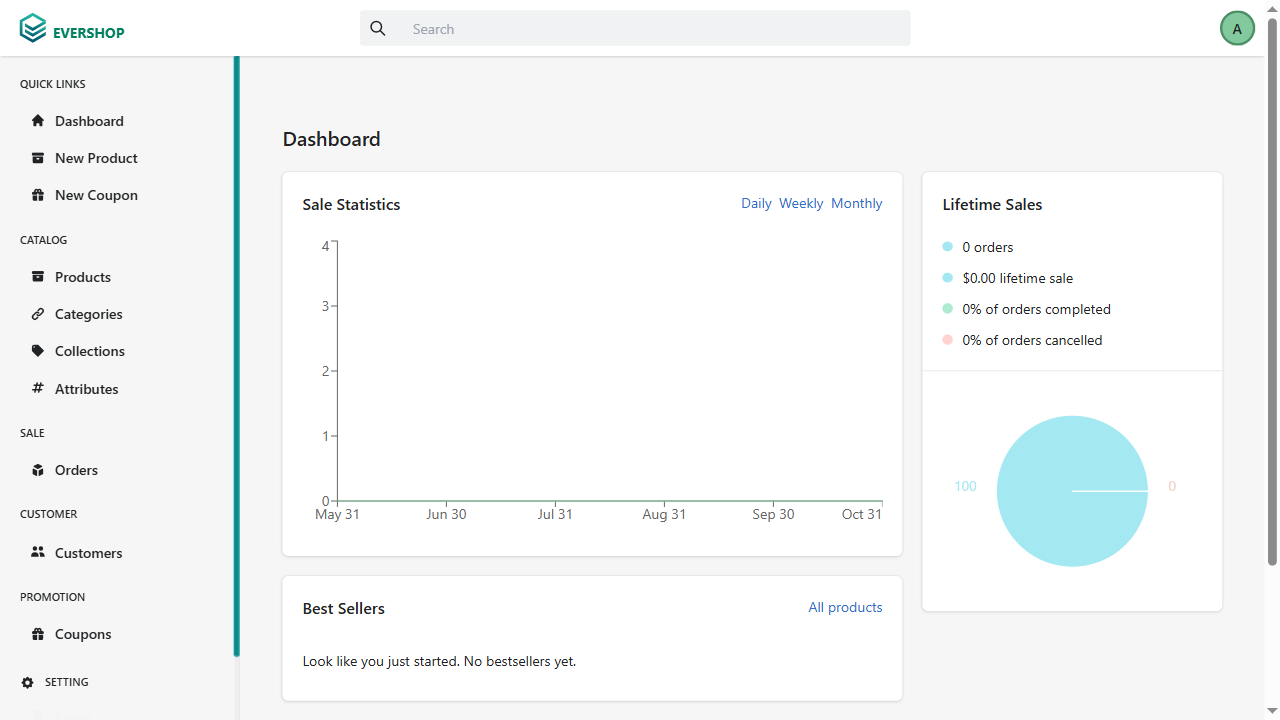 EVERSHOP
Search
A
QUICK LINKS
Dashboard
New Product
New Coupon
CATALOG
Products
Categories
Collections
Attributes
SALE
Orders
CUSTOMER
Customers
PROMOTION
Coupons
SETTING
Dashboard
Sale Statistics
Daily Weekly Monthly
4
3
2
1
0
May 31 Jun 30 Jul 31 Aug 31 Sep 30 Oct 31
Best Sellers
All products
Look like you just started. No bestsellers yet.
Lifetime Sales
0 orders
$0.00 lifetime sale
0% of orders completed
0% of orders cancelled
100 0